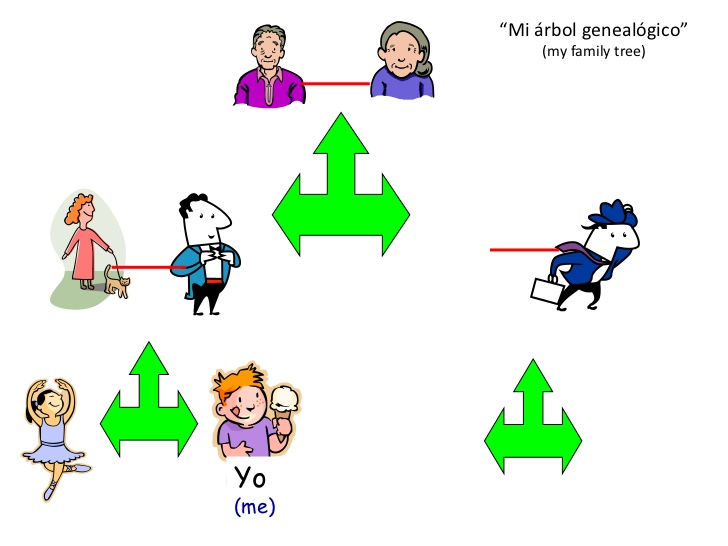 “Mi árbol genealógico”
(my family tree)
Yo
(me)